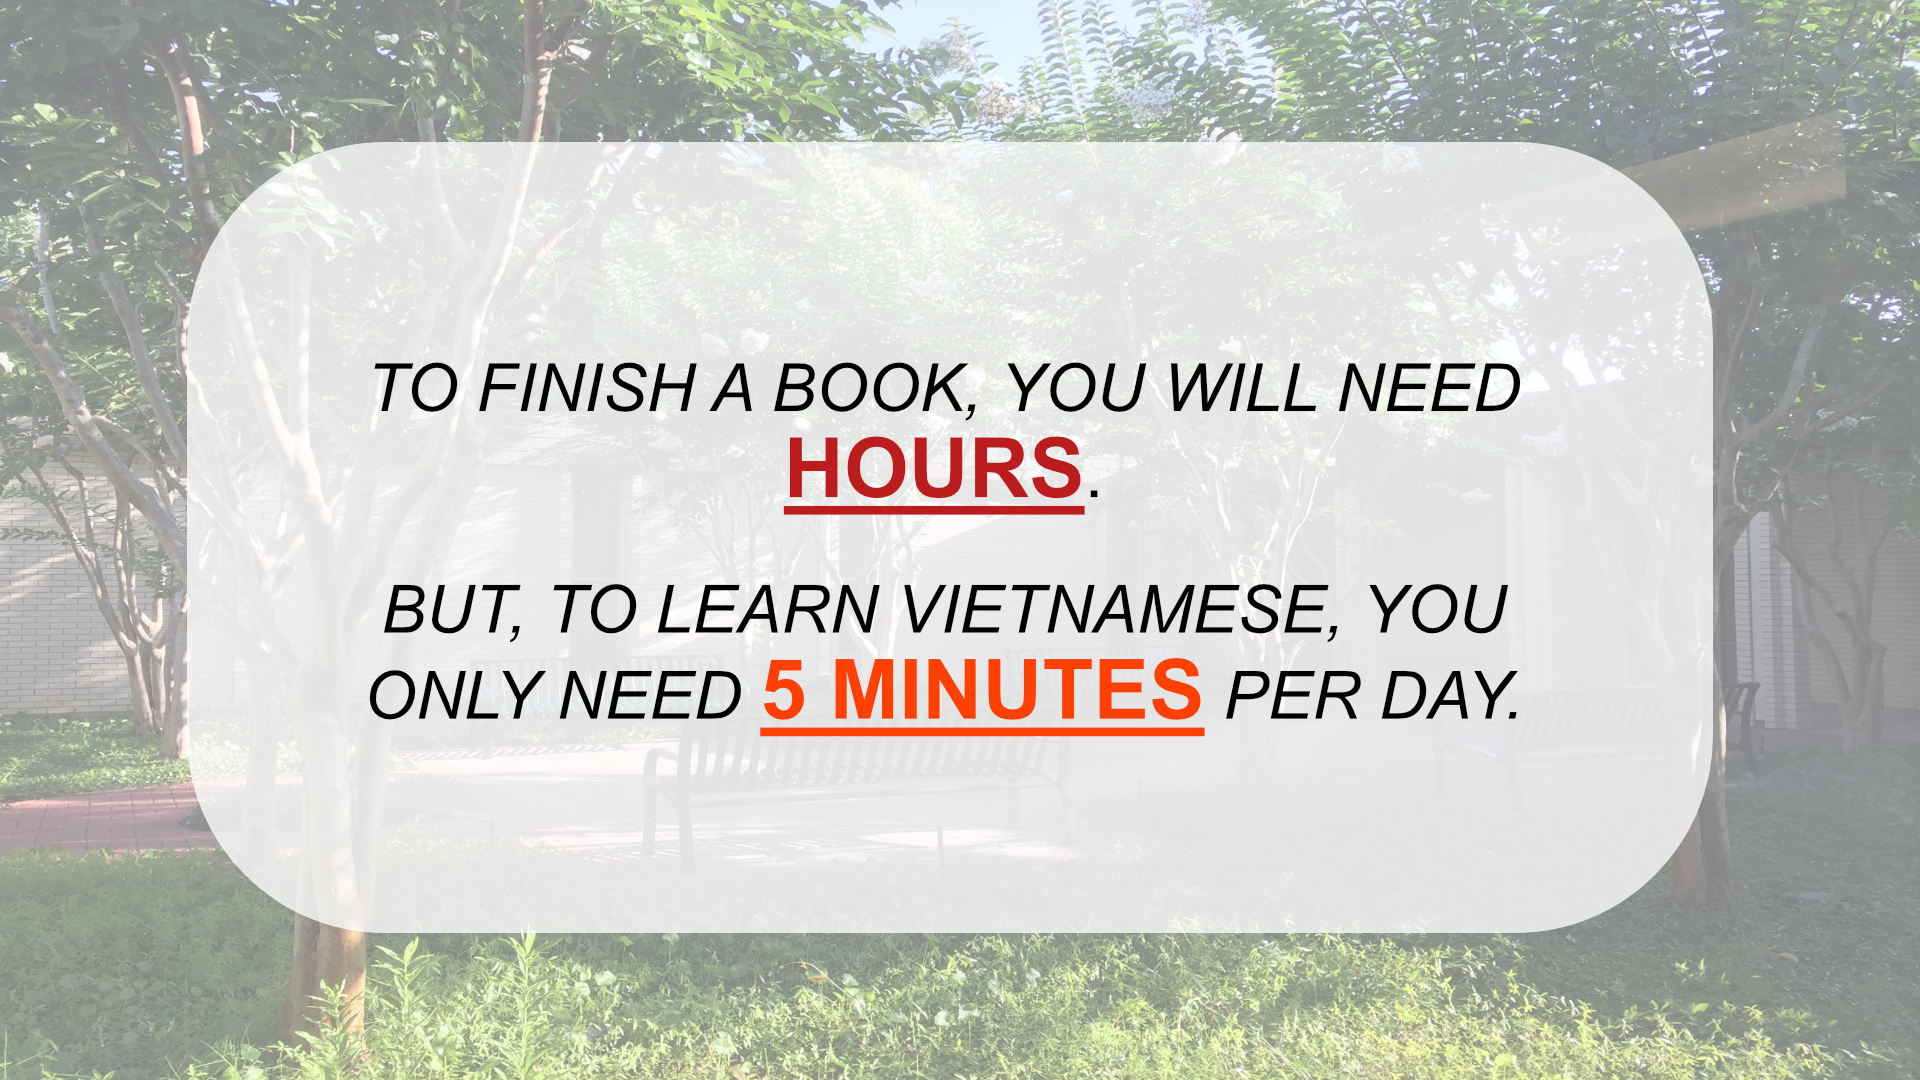 TO FINISH A BOOK, YOU WILL NEED
HOURS.
BUT, TO LEARN VIETNAMESE, YOU
ONLY NEED 5 MINUTES PER DAY.